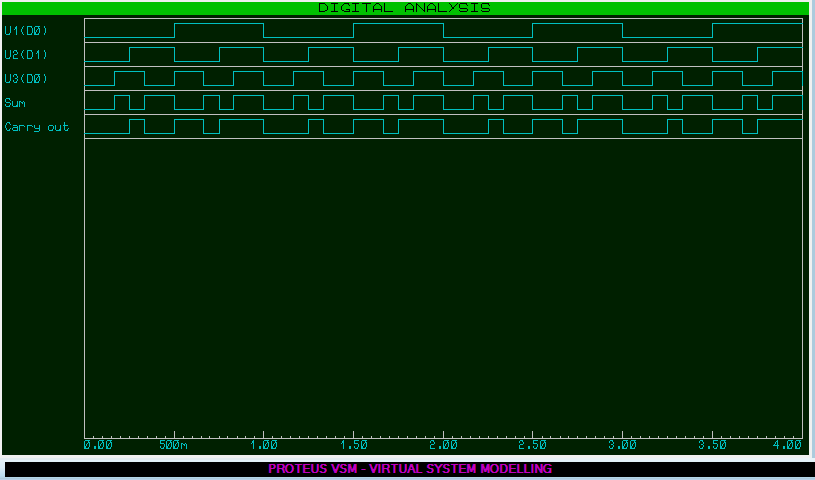 DIGITAL ANALYSIS
U1(D0)
U2(D1)
U3(D0)
Sum
Carry out
0.00 500m 1.00 1.50 2.00 2.50 3.00 3.50 4.00
PROTEUS VSM - VIRTUAL SYSTEM MODELLING